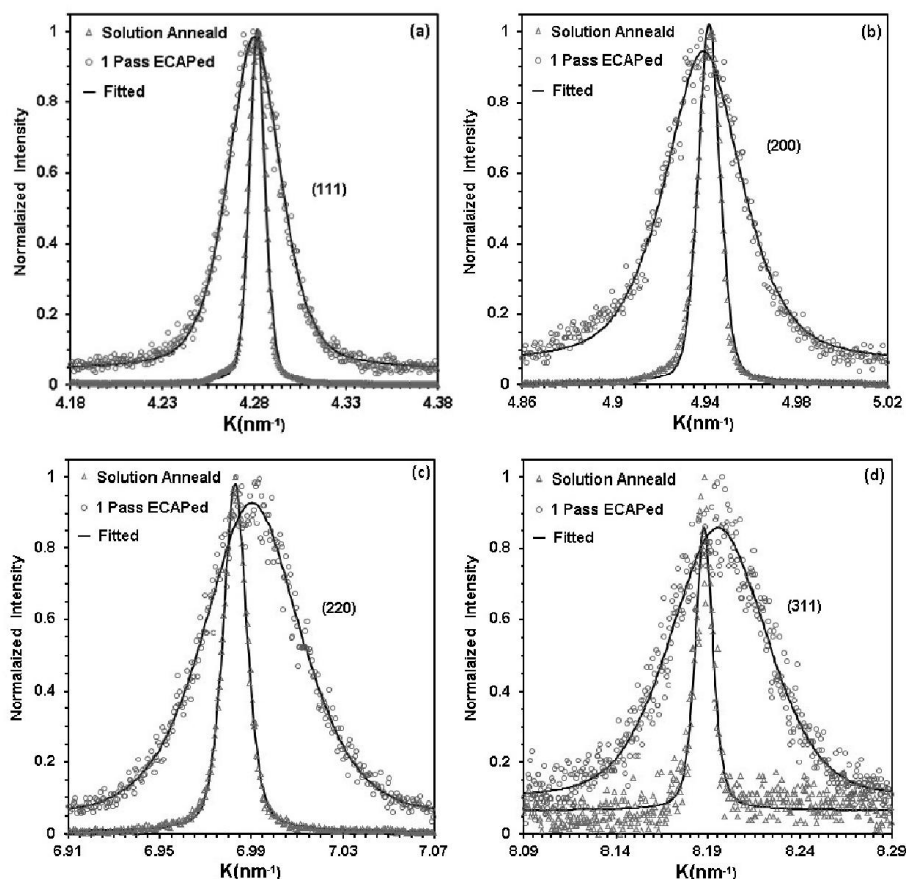 (a)
Solution Anneald
1 Pass ECAPed
Fitted
(111)
Normalaized Intensity
1
0.8
0.6
0.4
0.2
0
4.18 4.23 4.28 4.33 4.38
K(nm-1)
(b)
Solution Anneald
1 Pass ECAPed
Fitted
(200)
Normalaized Intensity
1
0.8
0.6
0.4
0.2
0
4.86 4.9 4.94 4.98 5.02
K(nm-1)
(c)
Solution Anneald
1 Pass ECAPed
Fitted
(220)
Normalaized Intensity
1
0.8
0.6
0.4
0.2
0
6.91 6.95 6.99 7.03 7.07
K(nm-1)
(d)
Solution Anneald
1 Pass ECAPed
Fitted
(311)
Normalaized Intensity
1
0.8
0.6
0.4
0.2
0
8.09 8.14 8.19 8.24 8.29
K(nm-1)